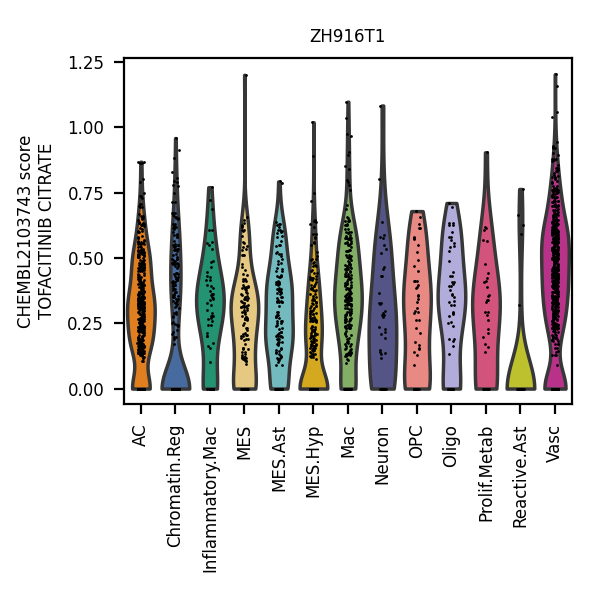 ZH916T1
CHEMBL2103743 score
TOFACITINIB CITRATE
1.25
1.00
0.75
0.50
0.25
0.00
AC
Chromatin.Reg
Inflammatory.Mac
MES
MES.Ast
MES.Hyp
Mac
Neuron
OPC
Oligo
Prolif.Metab
Reactive.Ast
Vasc